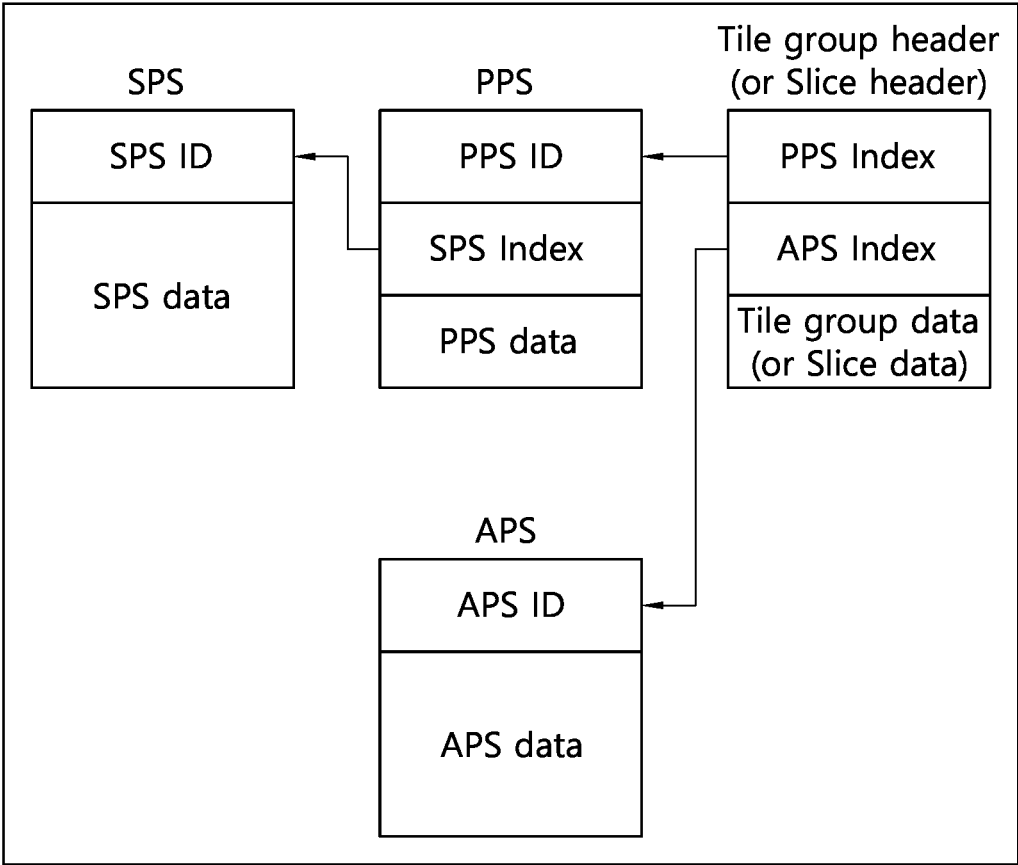 SPS
SPS ID
SPS data
PPS
PPS ID
SPS Index
PPS data
Tile group header
(or Slice header)
PPS Index
APS Index
Tile group data
(or Slice data)
APS
APS ID
APS data